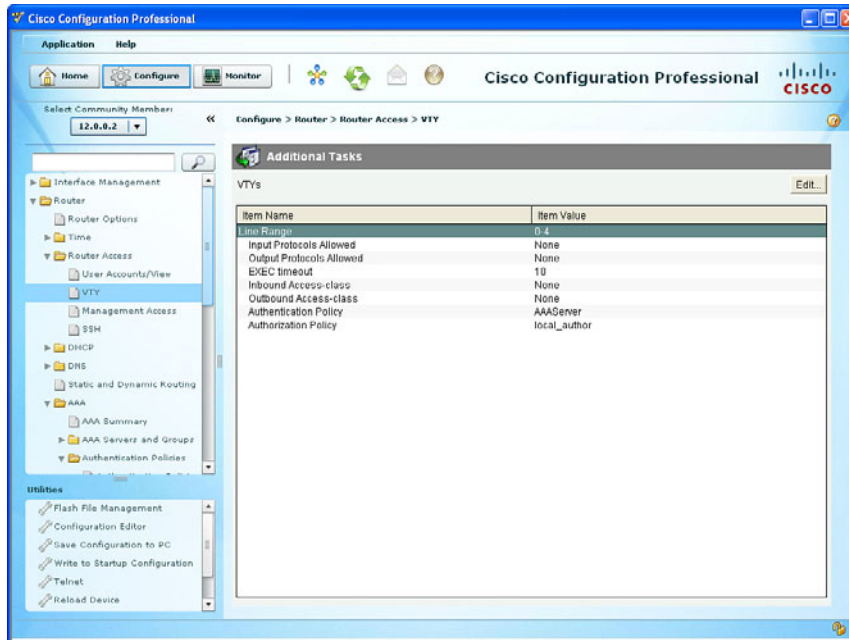 Cisco Configuration Professional
Application Help
Home Configure Monitor
Cisco Configuration Professional
CISCO
Select Community Member:
12.0.0.2
«
Configure > Router > Router Access > VTY
Additional Tasks
VTYs
Edit...
Item Name Item Value
Line Range 0-4
Input Protocols Allowed None
Output Protocols Allowed None
EXEC timeout 10
Inbound Access-class None
Outbound Access-class None
Authentication Policy AAAServer
Authorization Policy local_author
Interface Management
Router
Router Options
Time
Router Access
User Accounts/View
VTY
Management Access
SSH
DHCP
DNS
Static and Dynamic Routing
AAA
AAA Summary
AAA Servers and Groups
Authentication Policies
Utilities
Flash File Management
Configuration Editor
Save Configuration to PC
Write to Startup Configuration
Telnet
Reload Device